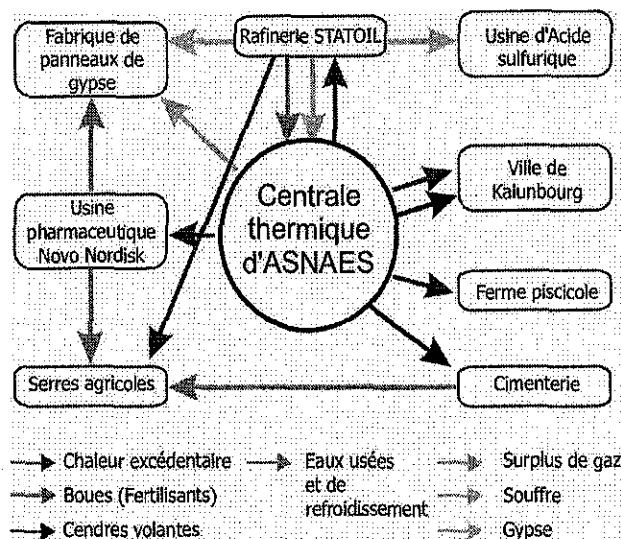 Fabrique de
panneaux de
gypse
Rafinerie STATOIL
Usine d'Acide
sulfurique
Centrale
thermique
d'ASNAES
Ville de
Kalunbourg
Usine
pharmaceutique
Novo Nordisk
Ferme piscicole
Serres agricoles
Cimenterie
Chaleur excédentaire
Boues (Fertilisants)
Cendres volantes
Eaux usées
et de
refroidissement
Surplus de gaz
Souffre
Gypse